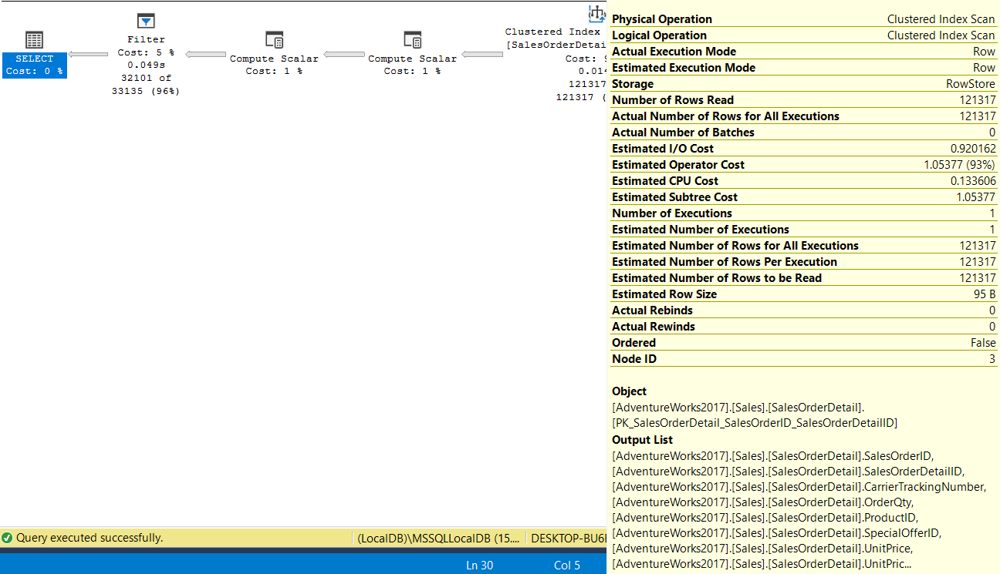 SELECT
Cost: 0 %
Filter
Cost: 5 %
0.049s
32101 of
33135 (96%)
Compute Scalar
Cost: 1 %
Compute Scalar
Cost: 1 %
Clustered Index
[SalesOrderDetai
Cost: 9
0.014
121317
121317 (
Physical Operation Clustered Index Scan
Logical Operation Clustered Index Scan
Actual Execution Mode Row
Estimated Execution Mode Row
Storage RowStore
Number of Rows Read 121317
Actual Number of Rows for All Executions 121317
Actual Number of Batches 0
Estimated I/O Cost 0.920162
Estimated Operator Cost 1.05377 (93%)
Estimated CPU Cost 0.133606
Estimated Subtree Cost 1.05377
Number of Executions 1
Estimated Number of Executions 1
Estimated Number of Rows for All Executions 121317
Estimated Number of Rows Per Execution 121317
Estimated Number of Rows to be Read 121317
Estimated Row Size 95 B
Actual Rebinds 0
Actual Rewinds 0
Ordered False
Node ID 3
Object
[AdventureWorks2017].[Sales].[SalesOrderDetail].
[PK_SalesOrderDetail_SalesOrderID_SalesOrderDetailID]
Output List
[AdventureWorks2017].[Sales].[SalesOrderDetail].SalesOrderID,
[AdventureWorks2017].[Sales].[SalesOrderDetail].SalesOrderDetailID,
[AdventureWorks2017].[Sales].[SalesOrderDetail].CarrierTrackingNumber,
[AdventureWorks2017].[Sales].[SalesOrderDetail].OrderQty,
[AdventureWorks2017].[Sales].[SalesOrderDetail].ProductID,
[AdventureWorks2017].[Sales].[SalesOrderDetail].SpecialOfferID,
[AdventureWorks2017].[Sales].[SalesOrderDetail].UnitPrice,
[AdventureWorks2017].[Sales].[SalesOrderDetail].UnitPric...
Query executed successfully.
(LocalDB)\MSSQLLocalDB (15....
DESKTOP-BU6
Ln 30
Col 5